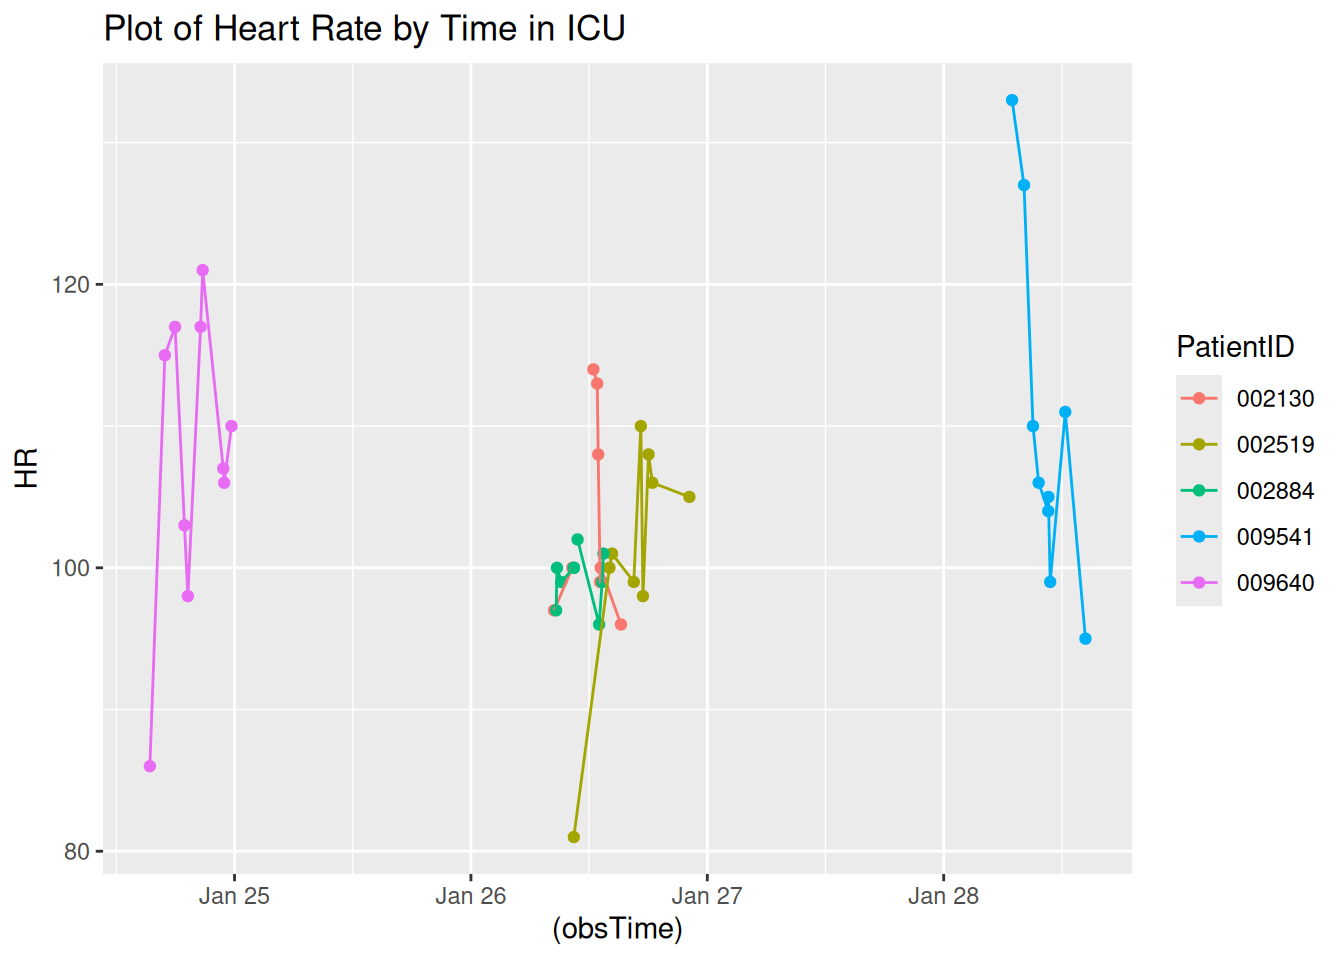 Plot of Heart Rate by Time in ICU
HR
120
100
80
Jan 25
Jan 26
Jan 27
Jan 28
(obsTime)
PatientID
002130
002519
002884
009541
009640